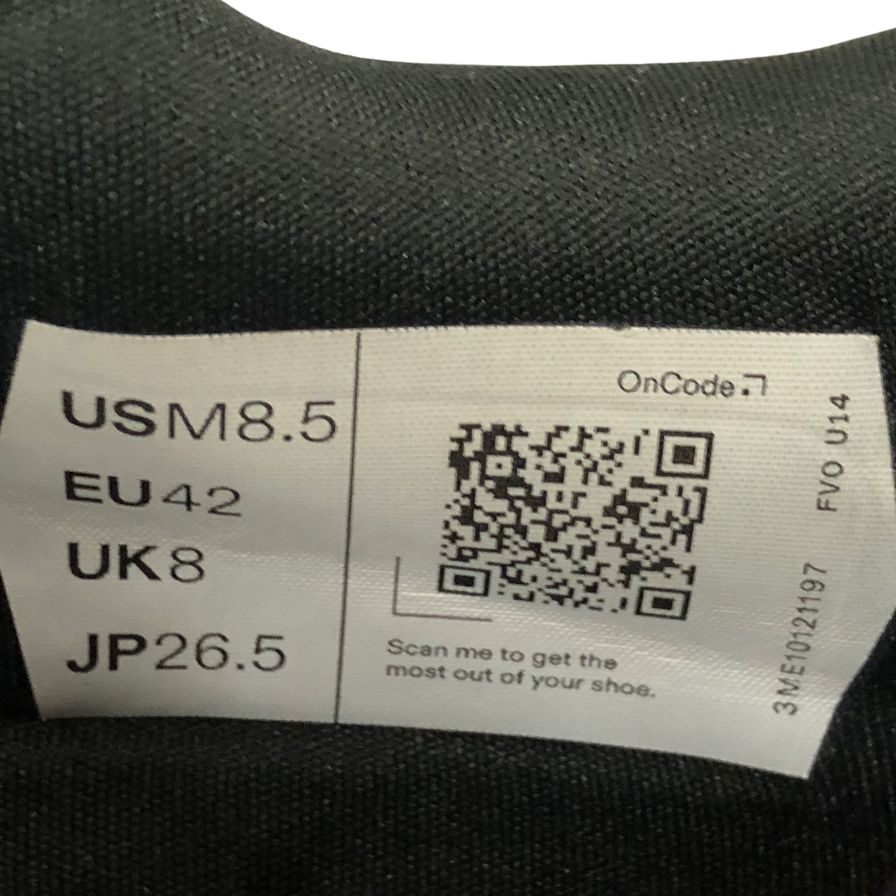 USM8.5
EU42
UK8
JP26.5
OnCode
Scan me to get the
most out of your shoe.
3ME10121197 FVO U14